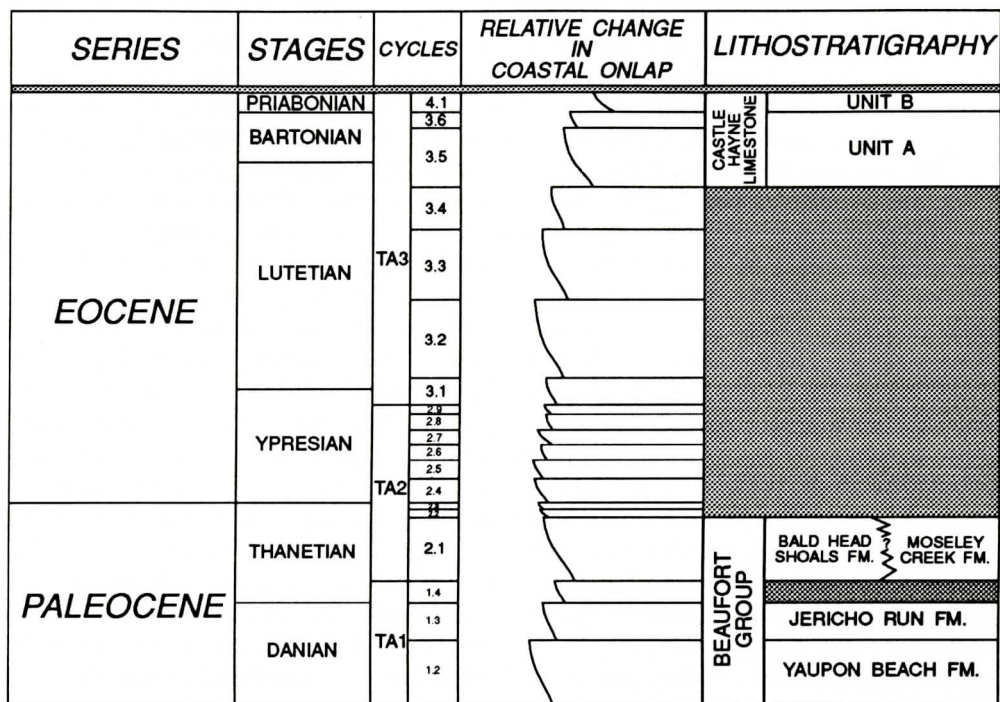 SERIES
STAGES
CYCLES
RELATIVE CHANGE
IN
COASTAL ONLAP
LITHOSTRATIGRAPHY
EOCENE
PALEOCENE
PRIABONIAN
BARTONIAN
LUTETIAN
YPRESIAN
THANETIAN
DANIAN
TA3
TA2
TA1
4.1
3.6
3.5
3.4
3.3
3.2
3.1
2.9
2.8
2.7
2.6
2.5
2.4
2.2
2.1
1.4
1.3
1.2
CASTLE
HAYNE
LIMESTONE
UNIT B
UNIT A
BEAUFORT
GROUP
BALD HEAD
SHOALS FM.
?
MOSELEY
CREEK FM.
JERICHO RUN FM.
YAUPON BEACH FM.